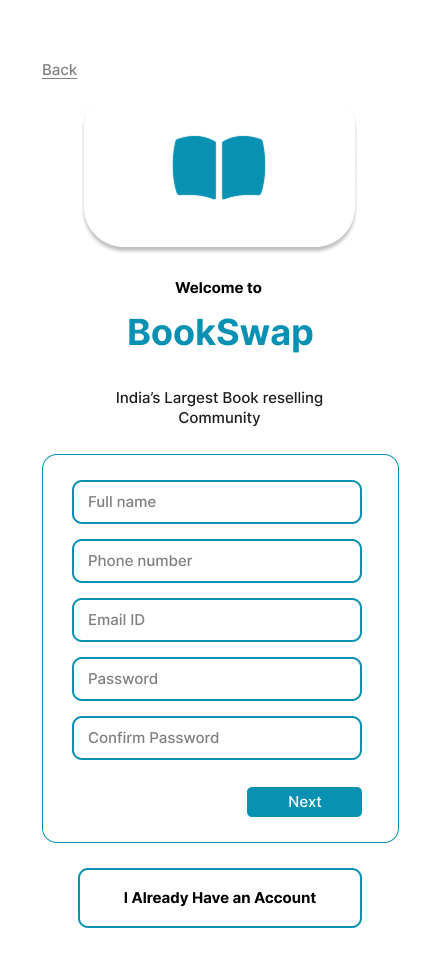 Back
Welcome to
BookSwap
India’s Largest Book reselling
Community
Full name
Phone number
Email ID
Password
Confirm Password
Next
I Already Have an Account